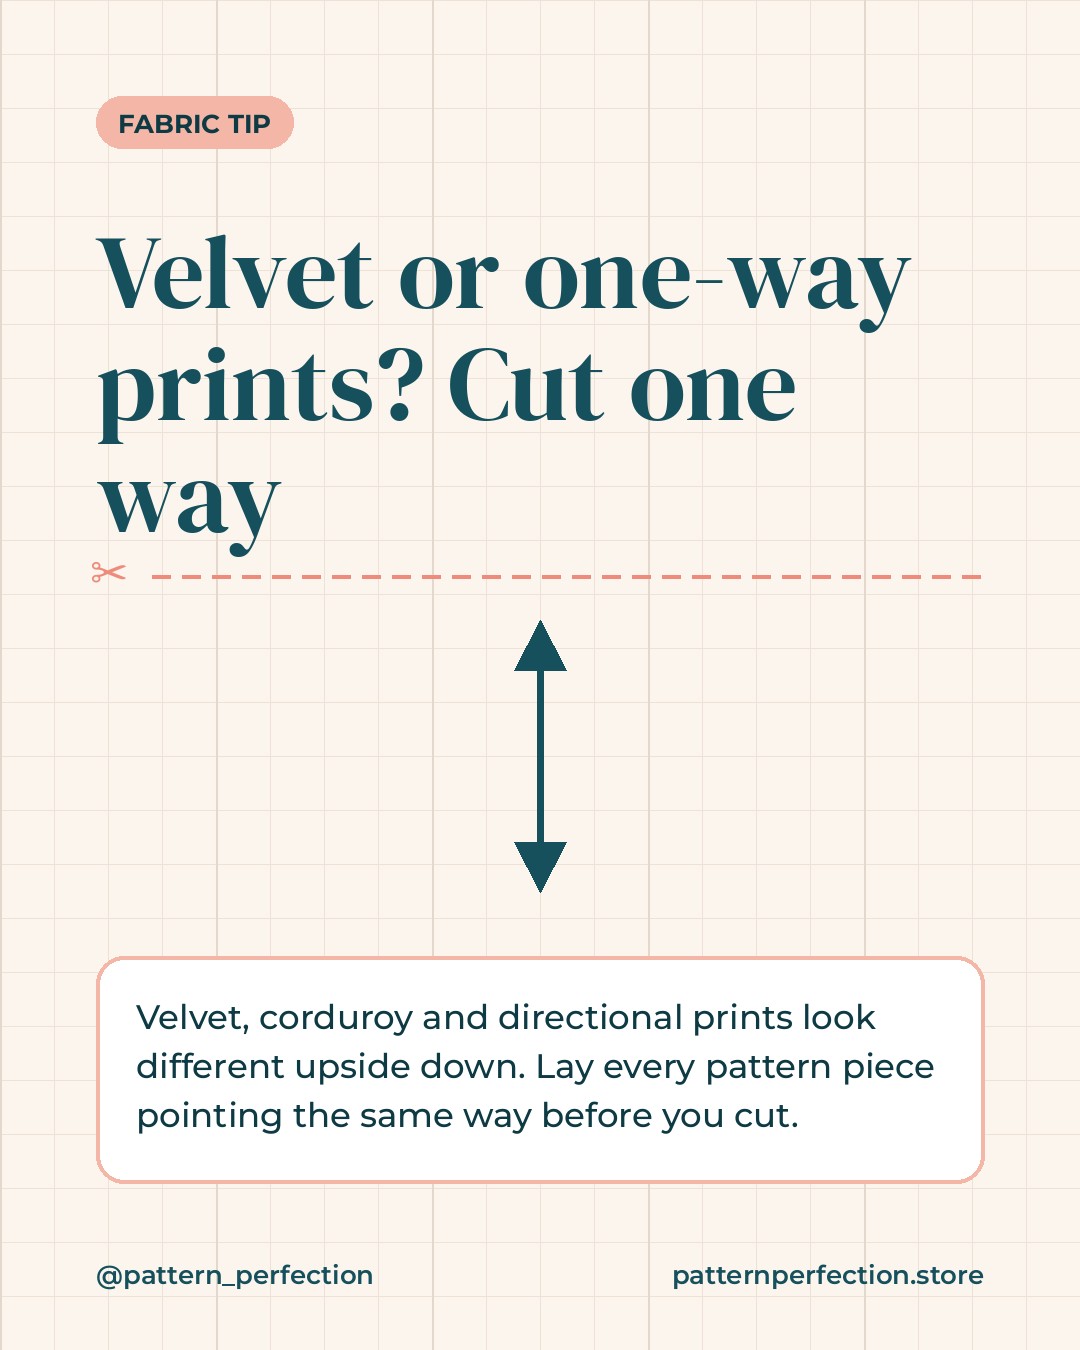 FABRIC TIP
Velvet or one-way
prints? Cut one
way
Velvet, corduroy and directional prints look
different upside down. Lay every pattern piece
pointing the same way before you cut.
@pattern_perfection
patternperfection.store